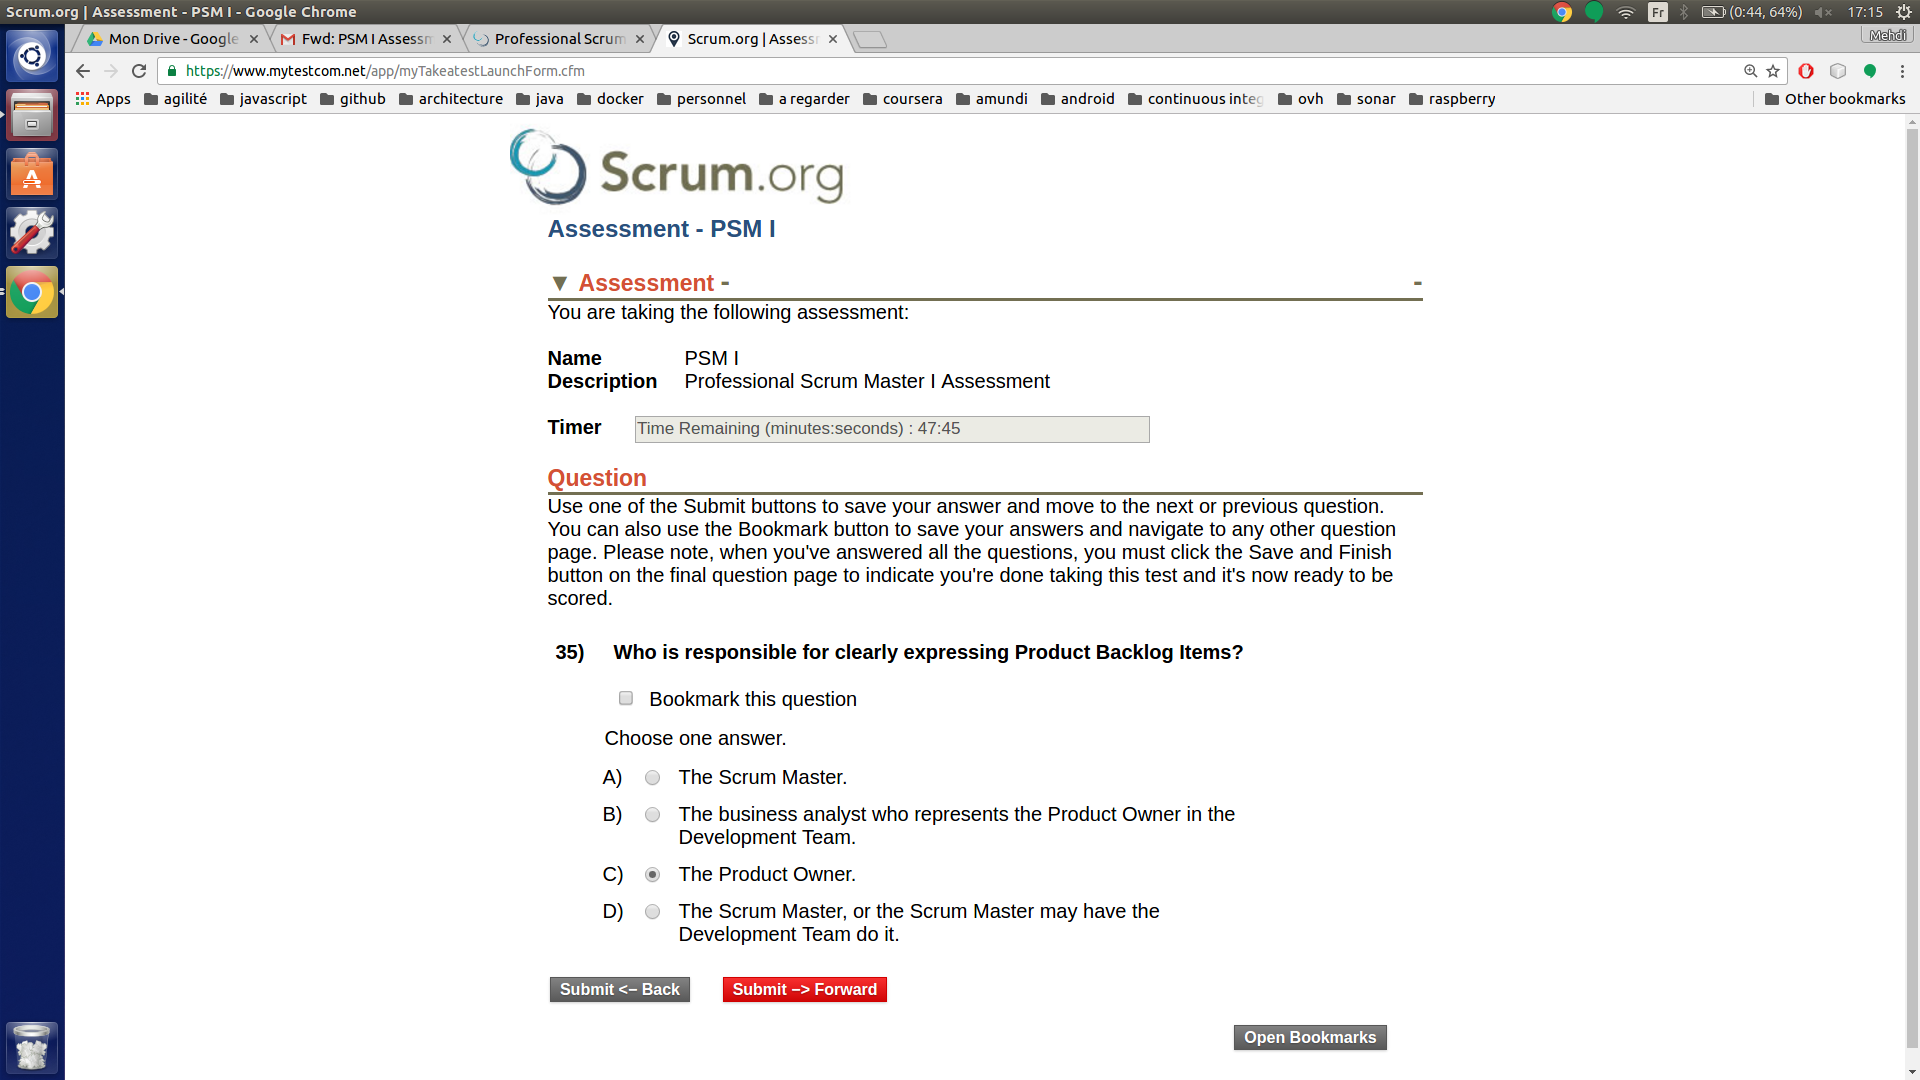 Scrum.org | Assessment - PSM I - Google Chrome
Fr
(0:44, 64%)
17:15
Mon Drive - Google
Fwd: PSM I Assessm
Professional Scrum
Scrum.org | Assess
Mehdi
https://www.mytestcom.net/app/myTakeatestLaunchForm.cfm
Apps
agilité
javascript
github
architecture
java
docker
personnel
a regarder
coursera
amundi
android
continuous integ
ovh
sonar
raspberry
Other bookmarks
Scrum.org
Assessment - PSM I
▼ Assessment - -
You are taking the following assessment:
Name PSM I
Description Professional Scrum Master I Assessment
Timer Time Remaining (minutes:seconds) : 47:45
Question
Use one of the Submit buttons to save your answer and move to the next or previous question.
You can also use the Bookmark button to save your answers and navigate to any other question
page. Please note, when you've answered all the questions, you must click the Save and Finish
button on the final question page to indicate you're done taking this test and it's now ready to be
scored.
35) Who is responsible for clearly expressing Product Backlog Items?
Bookmark this question
Choose one answer.
A) The Scrum Master.
B) The business analyst who represents the Product Owner in the
Development Team.
C) The Product Owner.
D) The Scrum Master, or the Scrum Master may have the
Development Team do it.
Submit <– Back
Submit –> Forward
Open Bookmarks